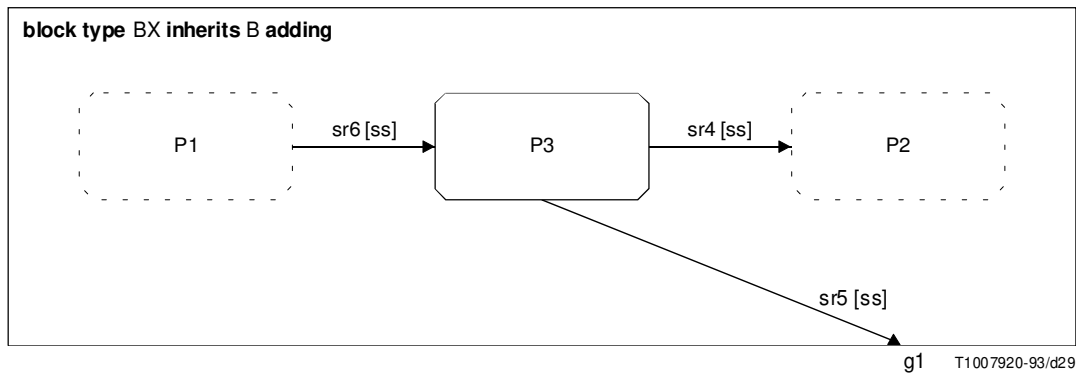 block type BX inherits B adding
P1
sr6 [ss]
P3
sr4 [ss]
P2
sr5 [ss]
g1
T1007920-93/d29